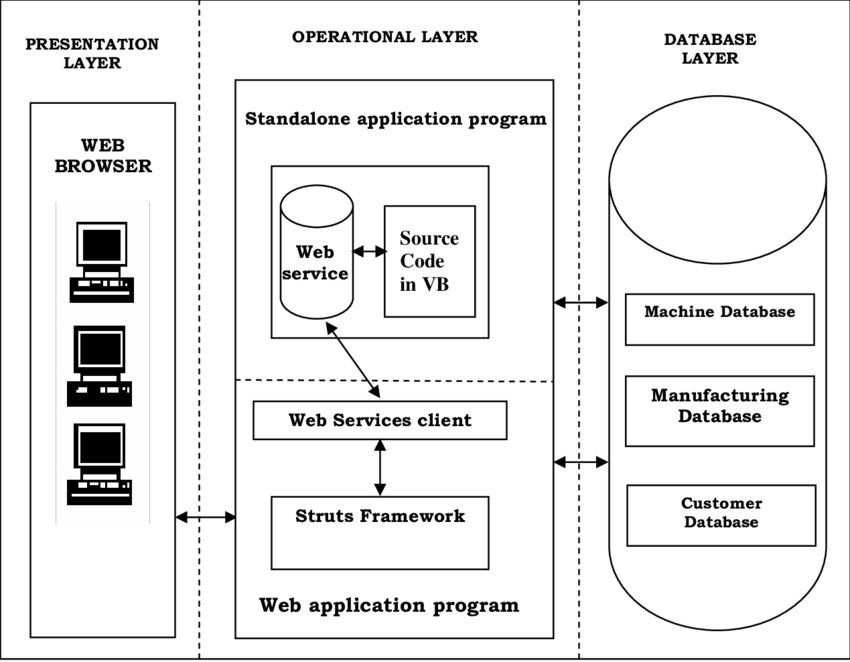 PRESENTATION
LAYER
WEB
BROWSER
OPERATIONAL LAYER
Standalone application program
Web
service
Source
Code
in VB
Web Services client
Struts Framework
Web application program
DATABASE
LAYER
Machine Database
Manufacturing
Database
Customer
Database